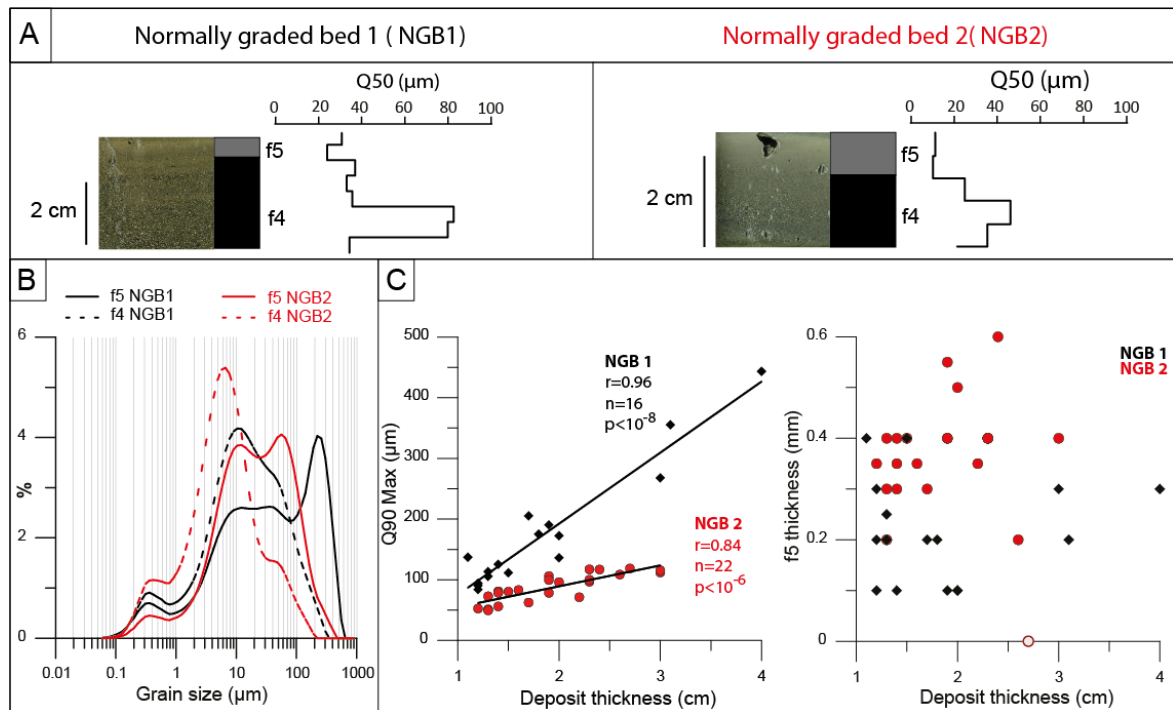 A
Normally graded bed 1 ( NGB1)
Normally graded bed 2( NGB2)
Q50 (µm)
0 20 40 60 80 100
f5
f4
2 cm
Q50 (µm)
0 20 40 60 80 100
f5
f4
2 cm
B
f5 NGB1
f4 NGB1
f5 NGB2
f4 NGB2
6
4
%
2
0
0.01 0.1 1 10 100 1000
Grain size (µm)
C
500
400
300
200
100
0
Q90 Max (µm)
NGB 1
r=0.96
n=16
p<10-8
NGB 2
r=0.84
n=22
p<10-6
1 2 3 4
Deposit thickness (cm)
0.6
0.4
0.2
0
f5 thickness (mm)
NGB 1
NGB 2
1 2 3 4
Deposit thickness (cm)